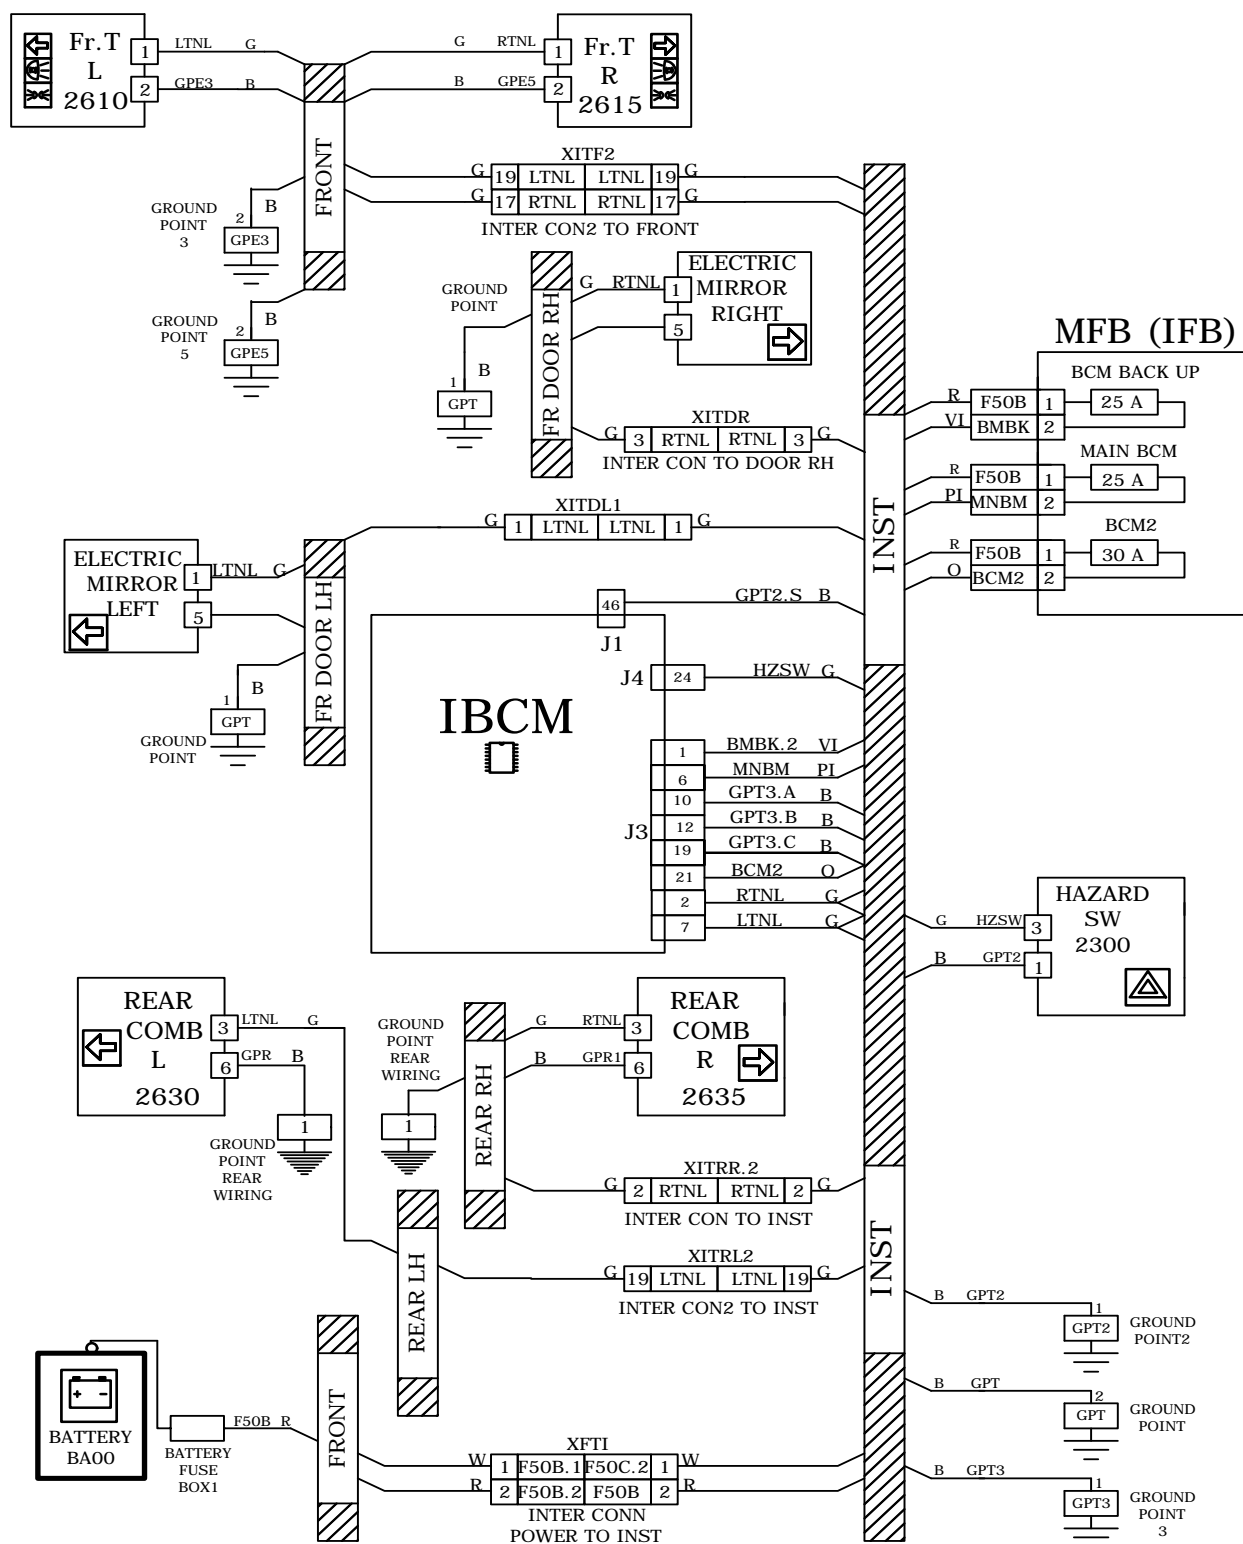 Fr.T
L
2610
1
2
LTNL G
GPE3 B
G RTNL
B GPE5
1
2
Fr.T
R
2615
FRONT
GROUND
POINT
3
2
B
GPE3
GROUND
POINT
5
2
B
GPE5
XITF2
G 19 LTNL LTNL 19 G
G 17 RTNL RTNL 17 G
INTER CON2 TO FRONT
GROUND
POINT
1
B
GPT
FR DOOR RH
G RTNL 1
5
ELECTRIC
MIRROR
RIGHT
XITDR
G 3 RTNL RTNL 3 G
INTER CON TO DOOR RH
MFB (IFB)
BCM BACK UP
R F50B 1 25 A
VI BMBK 2
MAIN BCM
R F50B 1 25 A
PI MNBM 2
BCM2
R F50B 1 30 A
O BCM2 2
INST
XITDL1
G 1 LTNL LTNL 1 G
ELECTRIC
MIRROR
LEFT
1 LTNL G
5
FR DOOR LH
1
B
GPT
GROUND
POINT
46 GPT2.S B
J1
J4 24 HZSW G
IBCM
J3
1 BMBK.2 VI
6 MNBM PI
10 GPT3.A B
12 GPT3.B B
19 GPT3.C B
21 BCM2 O
2 RTNL G
7 LTNL G
G HZSW 3
B GPT2 1
HAZARD
SW
2300
REAR
COMB
L
2630
3 LTNL G
6 GPR B
1
GROUND
POINT
REAR
WIRING
GROUND
POINT
REAR
WIRING
1
REAR RH
G RTNL 3
B GPR1 6
REAR
COMB
R
2635
XITRR.2
G 2 RTNL RTNL 2 G
INTER CON TO INST
REAR LH
XITRL2
G 19 LTNL LTNL 19 G
INTER CON2 TO INST
INST
B GPT2
1
GPT2
GROUND
POINT2
B GPT
2
GPT
GROUND
POINT
B GPT3
1
GPT3
GROUND
POINT
3
+ -
BATTERY
BA00
F50B R
BATTERY
FUSE
BOX1
FRONT
XFTI
W 1 F50B.1 F50C.2 1 W
R 2 F50B.2 F50B 2 R
INTER CONN
POWER TO INST